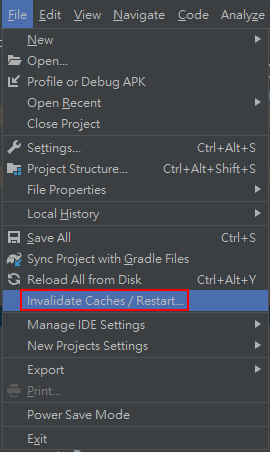 File Edit View Navigate Code Analyze
New
Open...
Profile or Debug APK
Open Recent
Close Project
Settings... Ctrl+Alt+S
Project Structure... Ctrl+Alt+Shift+S
File Properties
Local History
Save All Ctrl+S
Sync Project with Gradle Files
Reload All from Disk Ctrl+Alt+Y
Invalidate Caches / Restart...
Manage IDE Settings
New Projects Settings
Export
Print...
Power Save Mode
Exit